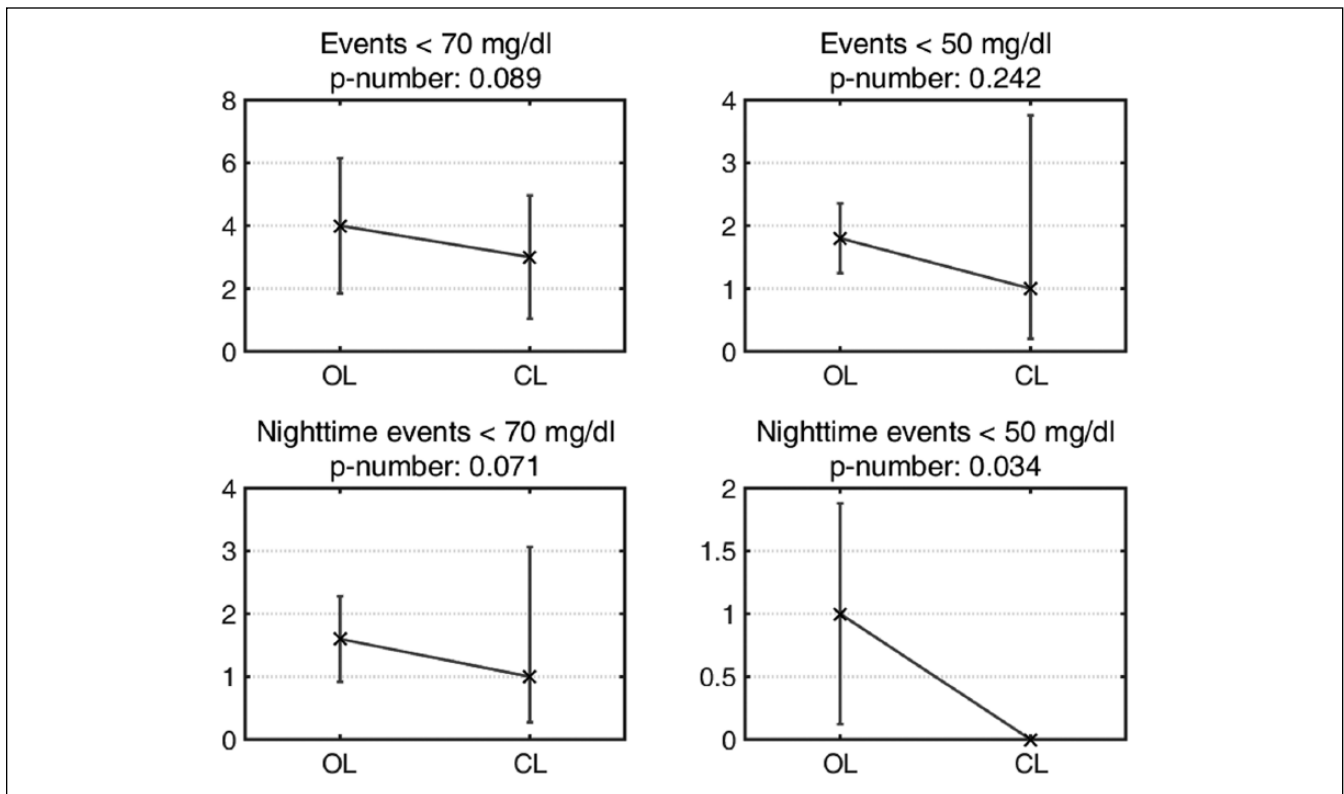 Events < 70 mg/dl
p-number: 0.089
8
6
4
2
0
OL CL
Events < 50 mg/dl
p-number: 0.242
4
3
2
1
0
OL CL
Nighttime events < 70 mg/dl
p-number: 0.071
4
3
2
1
0
OL CL
Nighttime events < 50 mg/dl
p-number: 0.034
2
1.5
1
0.5
0
OL CL